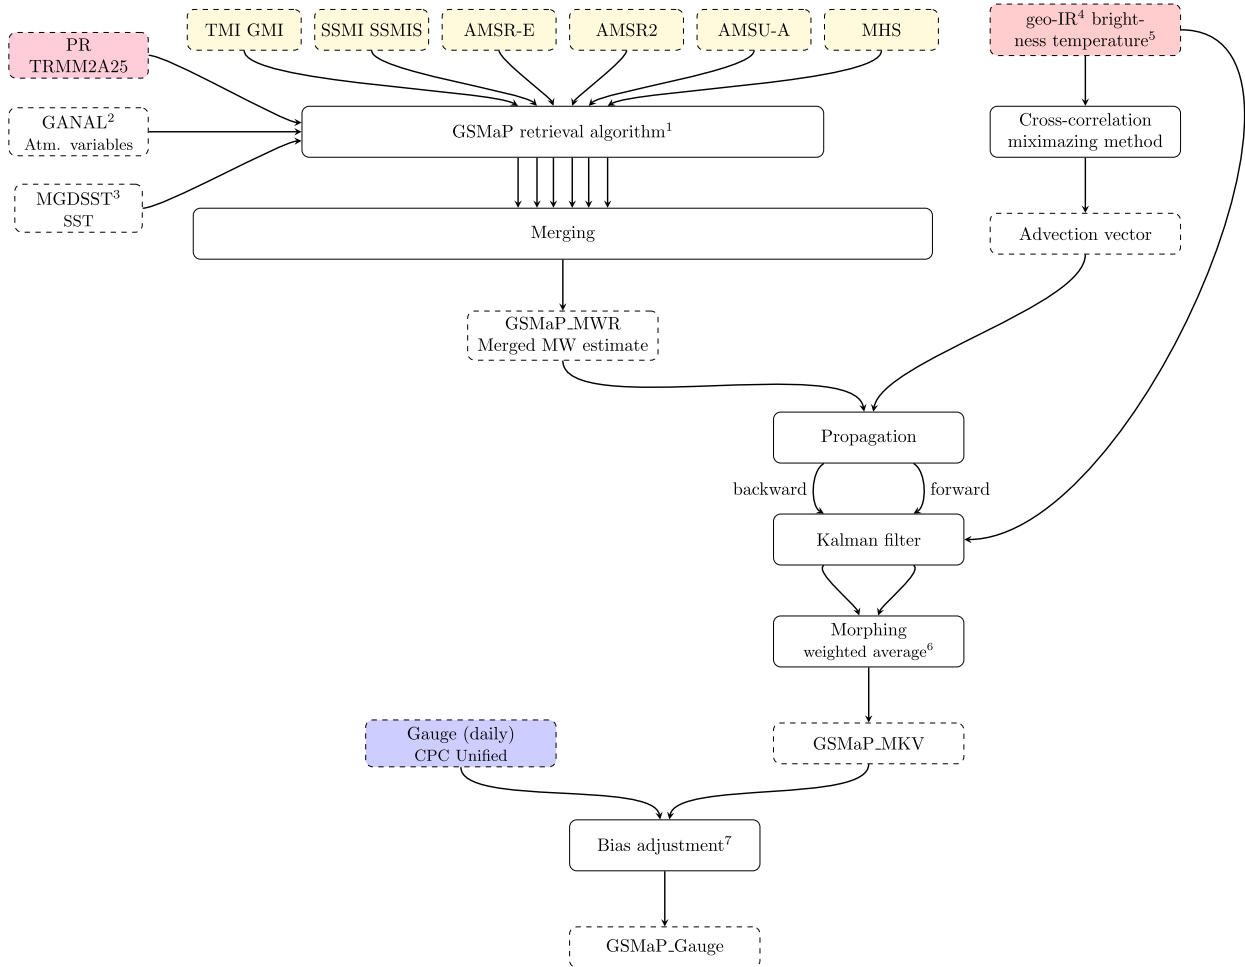 TMI GMI
SSMI SSMIS
AMSR-E
AMSR2
AMSU-A
MHS
geo-IR⁴ bright-
ness temperature⁵
PR
TRMM2A25
GANAL²
Atm. variables
MGDSST³
SST
GSMaP retrieval algorithm¹
Cross-correlation
miximazing method
Merging
Advection vector
GSMaP_MWR
Merged MW estimate
Propagation
backward
forward
Kalman filter
Morphing
weighted average⁶
Gauge (daily)
CPC Unified
GSMaP_MKV
Bias adjustment⁷
GSMaP_Gauge